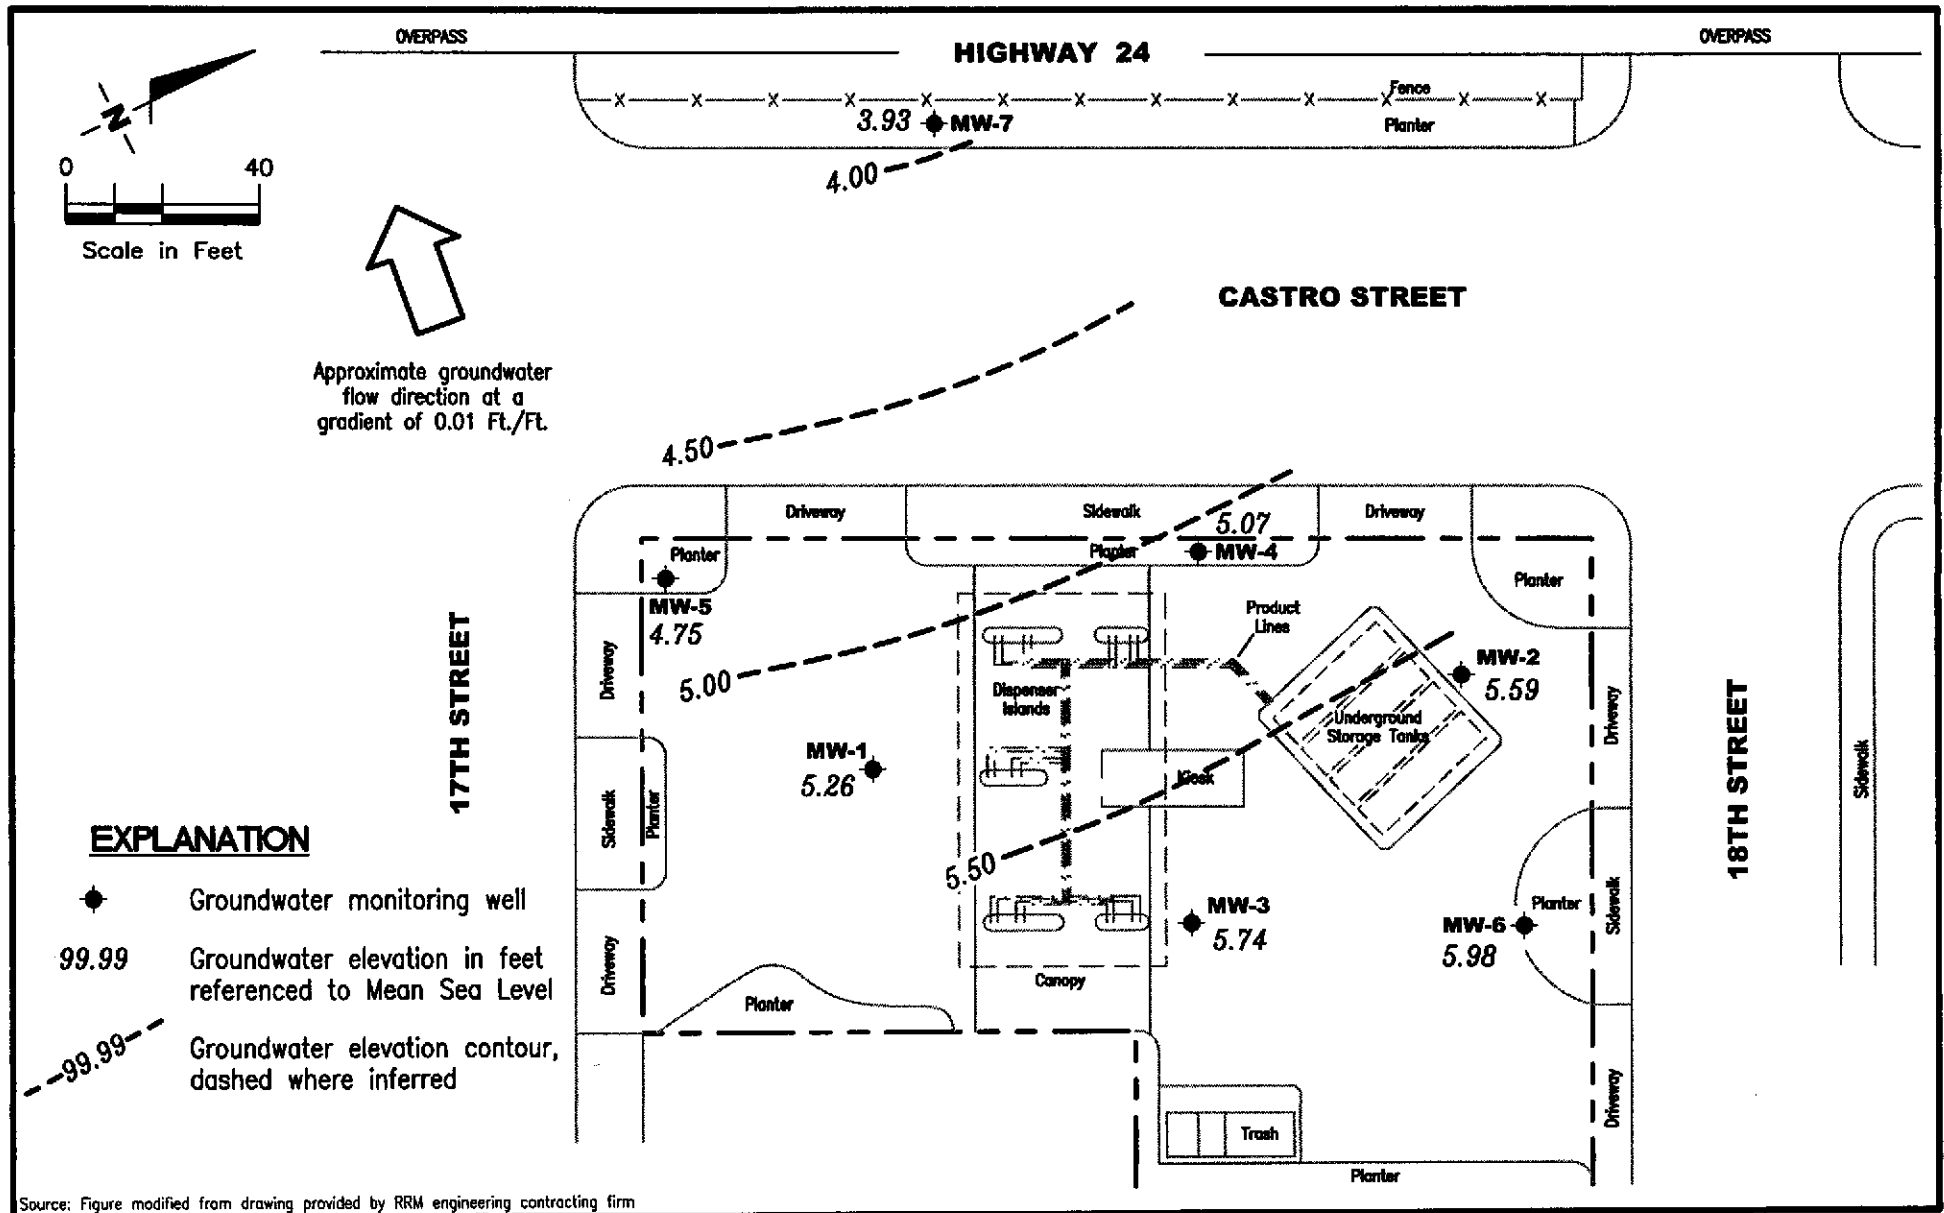 OVERPASS
HIGHWAY 24
OVERPASS
Fence
N
3.93 MW-7
Planter
0 40
4.00
Scale in Feet
CASTRO STREET
Approximate groundwater
flow direction at a
gradient of 0.01 Ft./Ft.
4.50
Driveway
Sidewalk
Driveway
5.07
MW-4
Planter
Planter
Planter
MW-5
4.75
Product
Lines
17TH STREET
Driveway
5.00
Dispenser
Islands
MW-2
5.59
Underground
Storage Tanks
Driveway
18TH STREET
Sidewalk
MW-1
5.26
Kiosk
Sidewalk
Planter
5.50
MW-3
5.74
MW-6
5.98
Planter
Sidewalk
Driveway
Canopy
Planter
Driveway
Trash
Planter
EXPLANATION
Groundwater monitoring well
99.99 Groundwater elevation in feet
referenced to Mean Sea Level
99.99 Groundwater elevation contour,
dashed where inferred
Source: Figure modified from drawing provided by RRM engineering contracting firm